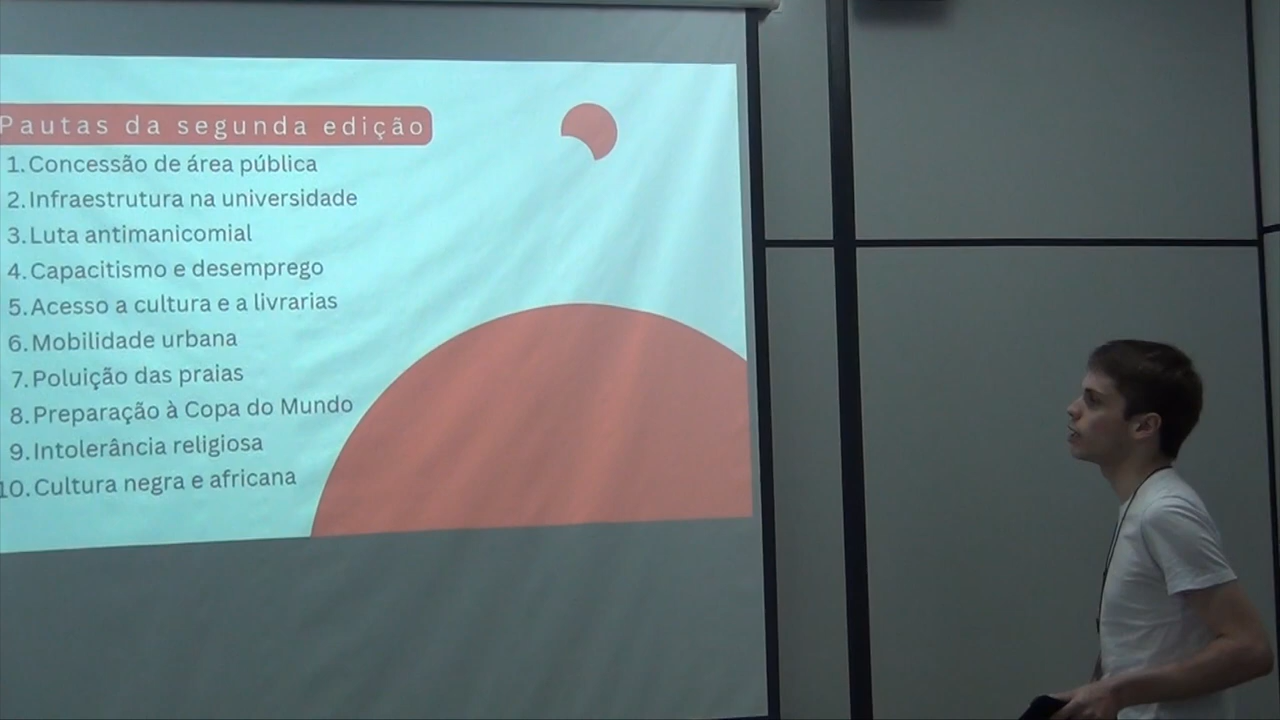 Pautas da segunda edição
1. Concessão de área pública
2. Infraestrutura na universidade
3. Luta antimanicomial
4. Capacitismo e desemprego
5. Acesso a cultura e a livrarias
6. Mobilidade urbana
7. Poluição das praias
8. Preparação à Copa do Mundo
9. Intolerância religiosa
10. Cultura negra e africana